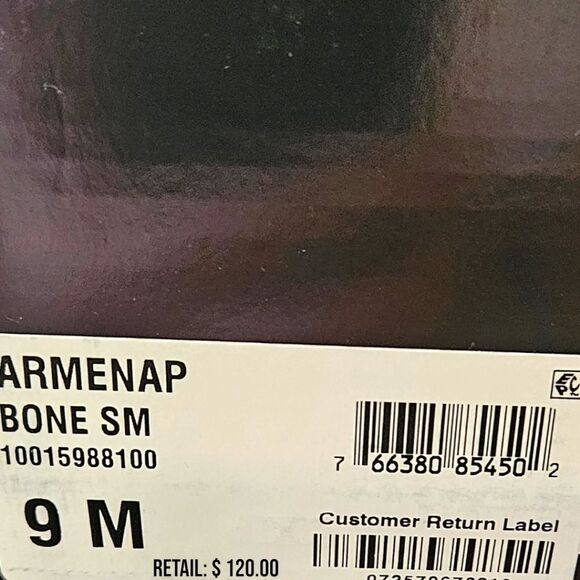 ARMENAP
BONE SM
10015988100
7 66380 85450 2
9 M
Customer Return Label
RETAIL: $ 120.00